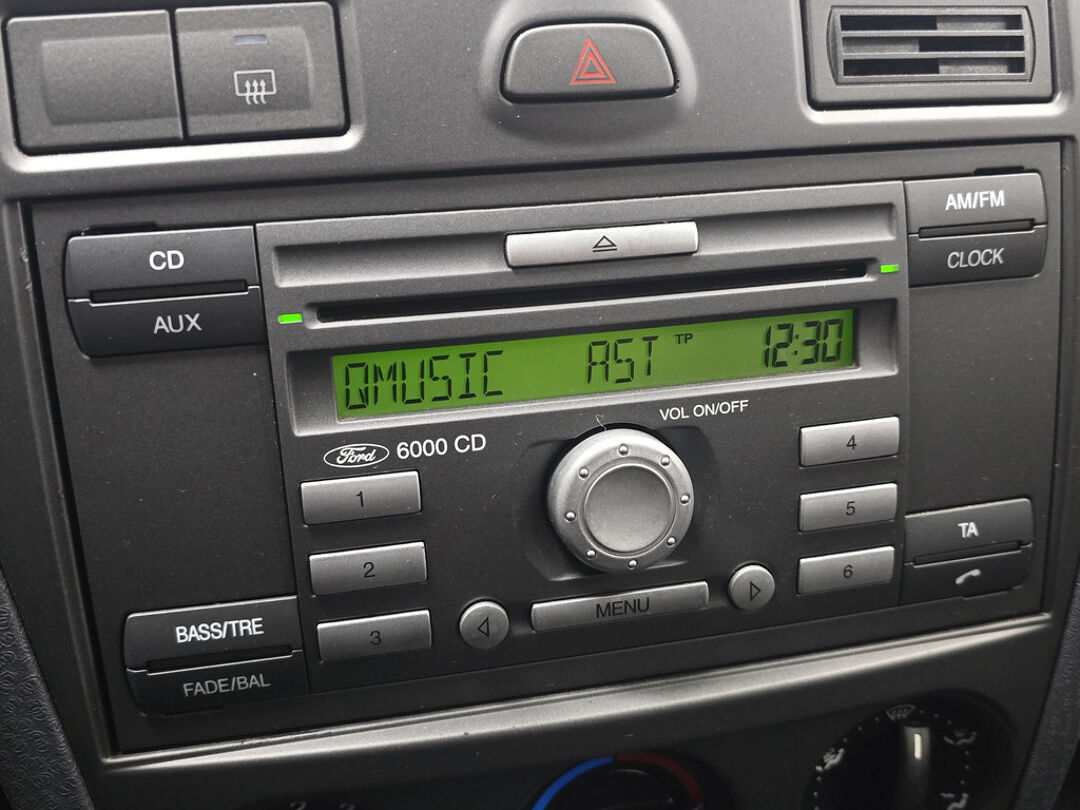 AM/FM
CD
CLOCK
AUX
QMUSIC AST TP 12:30
VOL ON/OFF
Ford 6000 CD
4
1
5
TA
2
6
MENU
3
BASS/TRE
FADE/BAL